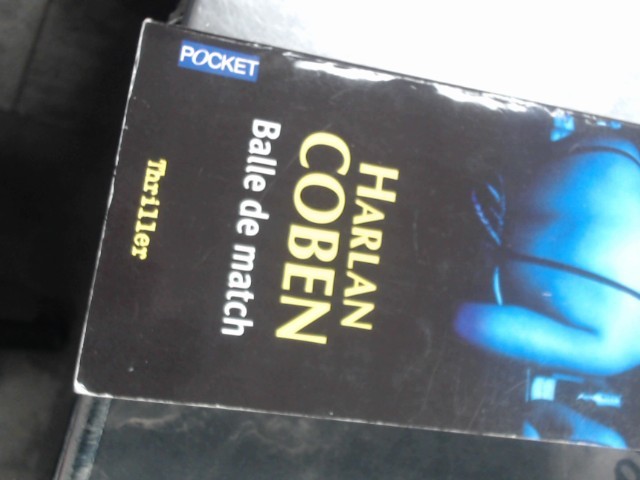 HARLAN
COBEN
Balle de match
Thriller
POCKET